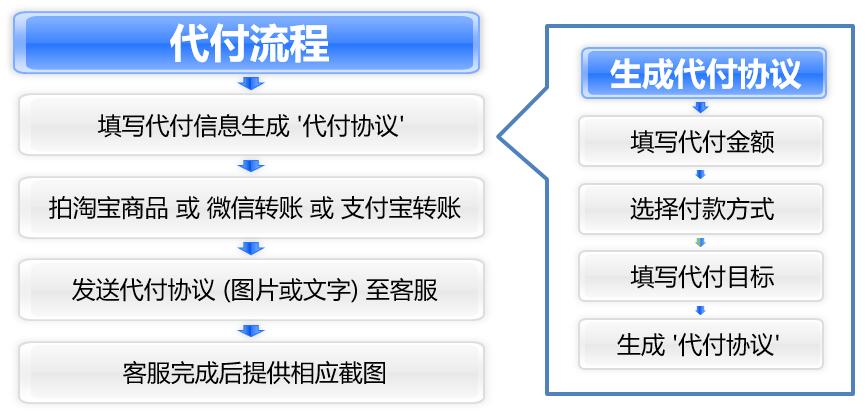 代付流程
填写代付信息生成 '代付协议'
拍淘宝商品 或 微信转账 或 支付宝转账
发送代付协议 (图片或文字) 至客服
客服完成后提供相应截图
生成代付协议
填写代付金额
选择付款方式
填写代付目标
生成 '代付协议'